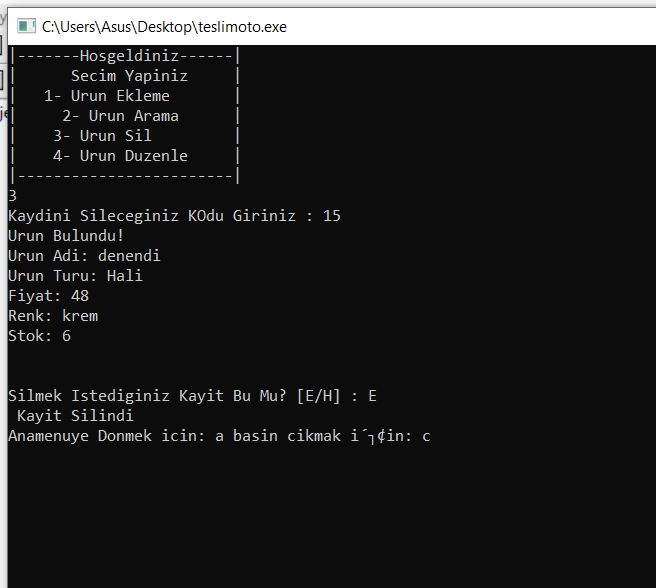 C:\Users\Asus\Desktop\teslimoto.exe
|-------Hosgeldiniz------|
|      Secim Yapiniz     |
|   1- Urun Ekleme       |
|     2- Urun Arama      |
|    3- Urun Sil         |
|    4- Urun Duzenle     |
|------------------------|
3
Kaydini Sileceginiz KOdu Giriniz : 15
Urun Bulundu!
Urun Adi: denendi
Urun Turu: Hali
Fiyat: 48
Renk: krem
Stok: 6
Silmek Istediginiz Kayit Bu Mu? [E/H] : E
 Kayit Silindi
Anamenuye Donmek icin: a basin cikmak i´┐¢in: c